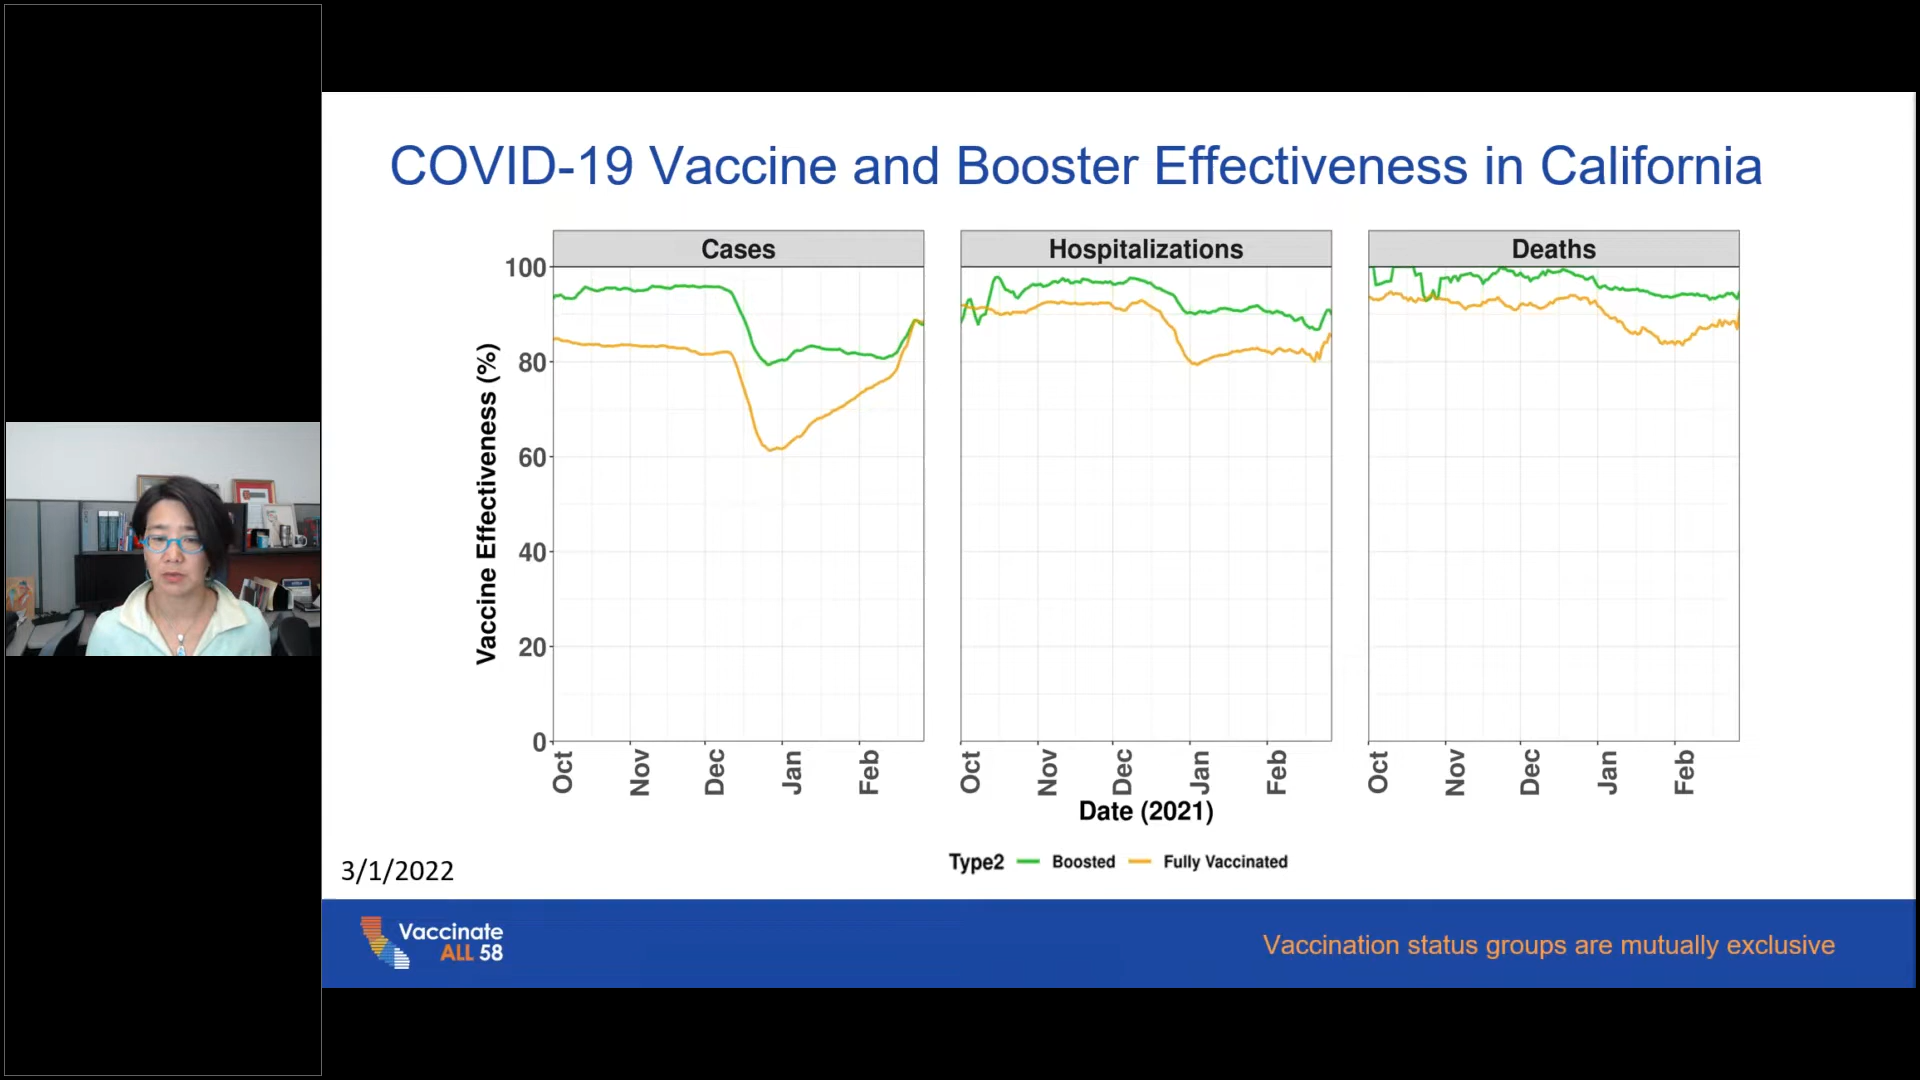 COVID-19 Vaccine and Booster Effectiveness in California
Cases
Hospitalizations
Deaths
Vaccine Effectiveness (%)
100
80
60
40
20
0
Oct
Nov
Dec
Jan
Feb
Oct
Nov
Dec
Jan
Feb
Oct
Nov
Dec
Jan
Feb
Date (2021)
Type2 Boosted Fully Vaccinated
3/1/2022
Vaccinate
ALL 58
Vaccination status groups are mutually exclusive